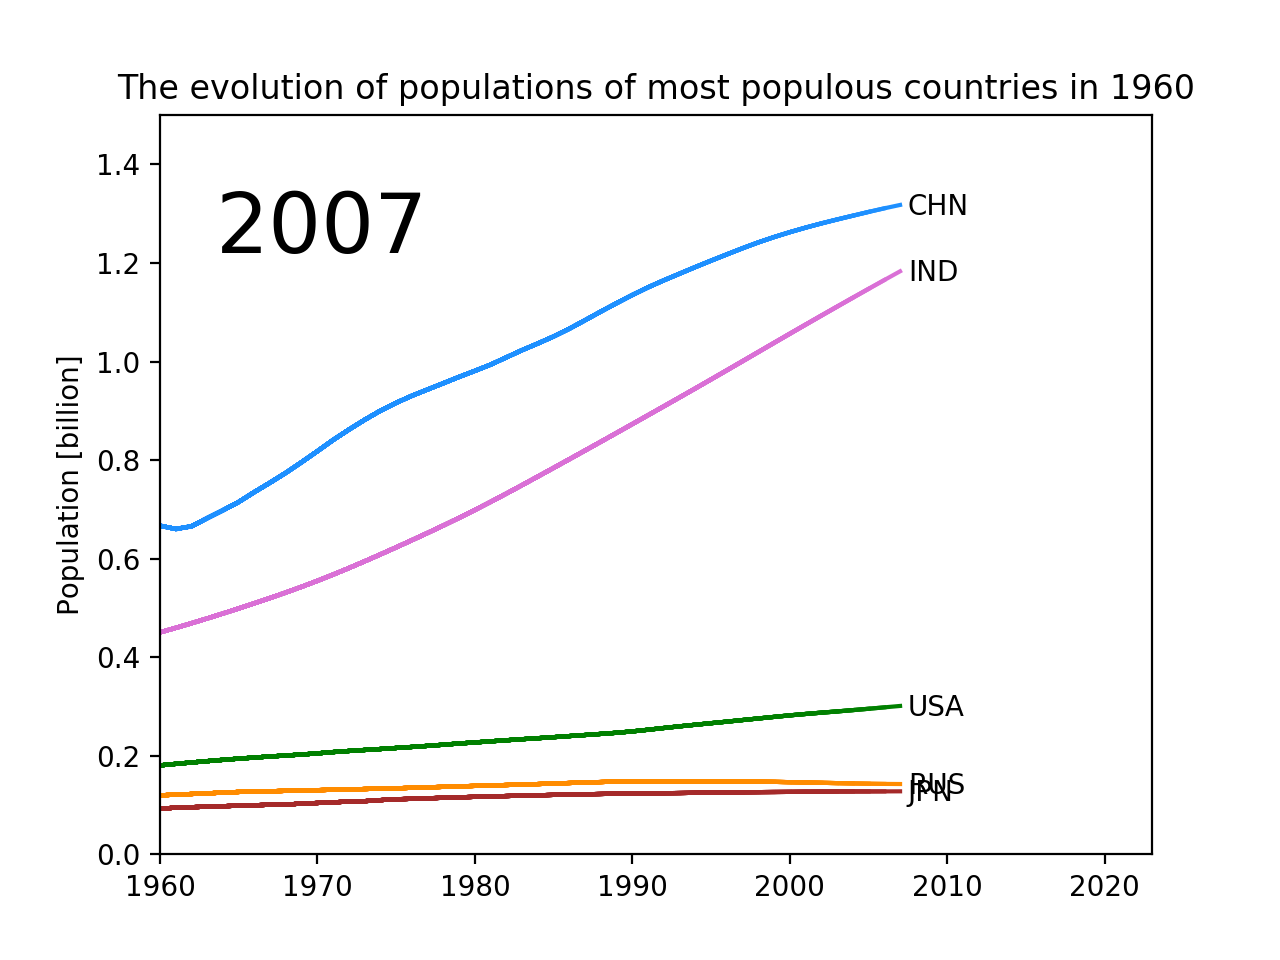 The evolution of populations of most populous countries in 1960
2007
Population [billion]
1.4
1.2
1.0
0.8
0.6
0.4
0.2
0.0
CHN
IND
USA
RUS
JPN
1960 1970 1980 1990 2000 2010 2020